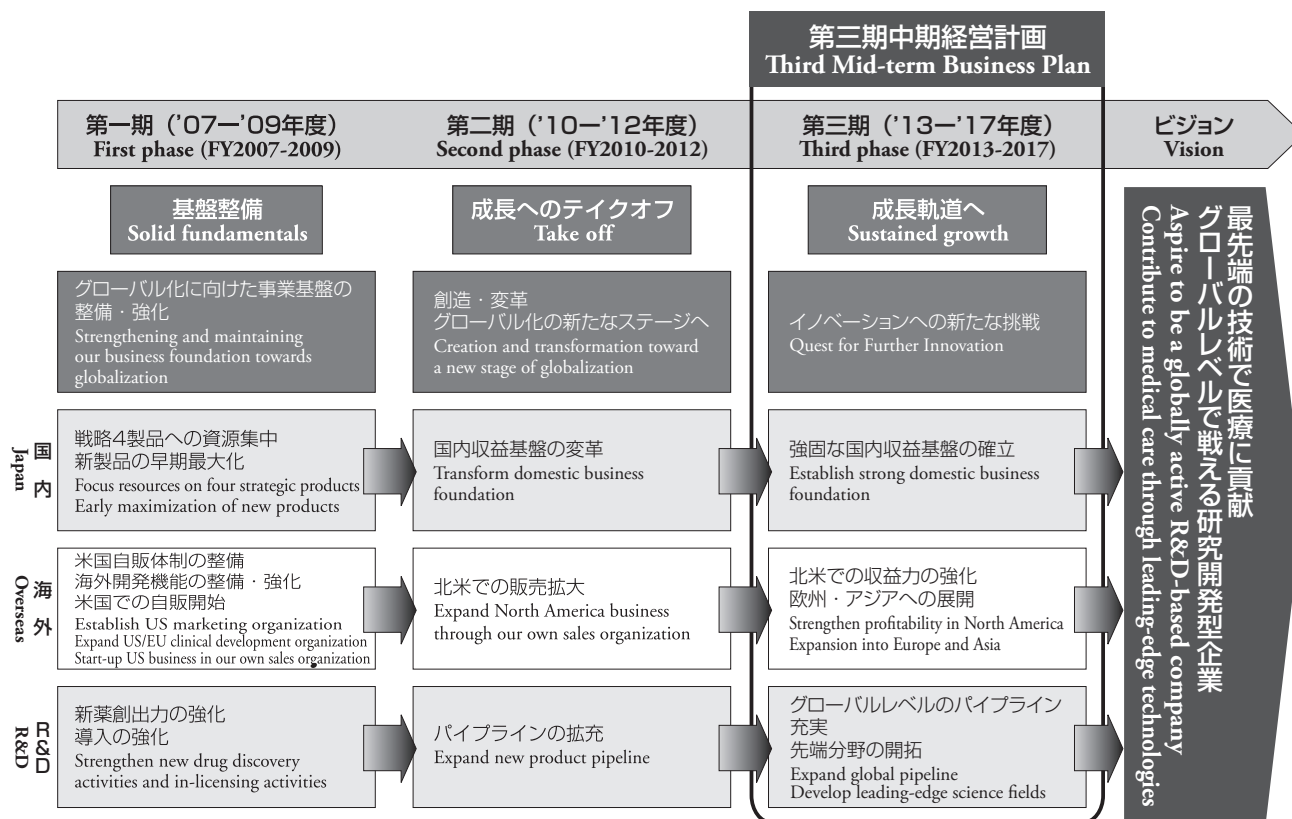 第三期中期経営計画
Third Mid-term Business Plan
第一期（'07ー'09年度）
First phase (FY2007-2009)
第二期（'10ー'12年度）
Second phase (FY2010-2012)
第三期（'13ー'17年度）
Third phase (FY2013-2017)
ビジョン
Vision
基盤整備
Solid fundamentals
成長へのテイクオフ
Take off
成長軌道へ
Sustained growth
グローバル化に向けた事業基盤の
整備・強化
Strengthening and maintaining
our business foundation towards
globalization
創造・変革
グローバル化の新たなステージへ
Creation and transformation toward
a new stage of globalization
イノベーションへの新たな挑戦
Quest for Further Innovation
国内
Japan
戦略4製品への資源集中
新製品の早期最大化
Focus resources on four strategic products
Early maximization of new products
国内収益基盤の変革
Transform domestic business
foundation
強固な国内収益基盤の確立
Establish strong domestic business
foundation
海外
Overseas
米国自販体制の整備
海外開発機能の整備・強化
米国での自販開始
Establish US marketing organization
Expand US/EU clinical development organization
Start-up US business in our own sales organization
北米での販売拡大
Expand North America business
through our own sales organization
北米での収益力の強化
欧州・アジアへの展開
Strengthen profitability in North America
Expansion into Europe and Asia
R&D
R&D
新薬創出力の強化
導入の強化
Strengthen new drug discovery
activities and in-licensing activities
パイプラインの拡充
Expand new product pipeline
グローバルレベルのパイプライン
充実
先端分野の開拓
Expand global pipeline
Develop leading-edge science fields
最先端の技術で医療に貢献
グローバルレベルで戦える研究開発型企業
Aspire to be a globally active R&D-based company
Contribute to medical care through leading-edge technologies